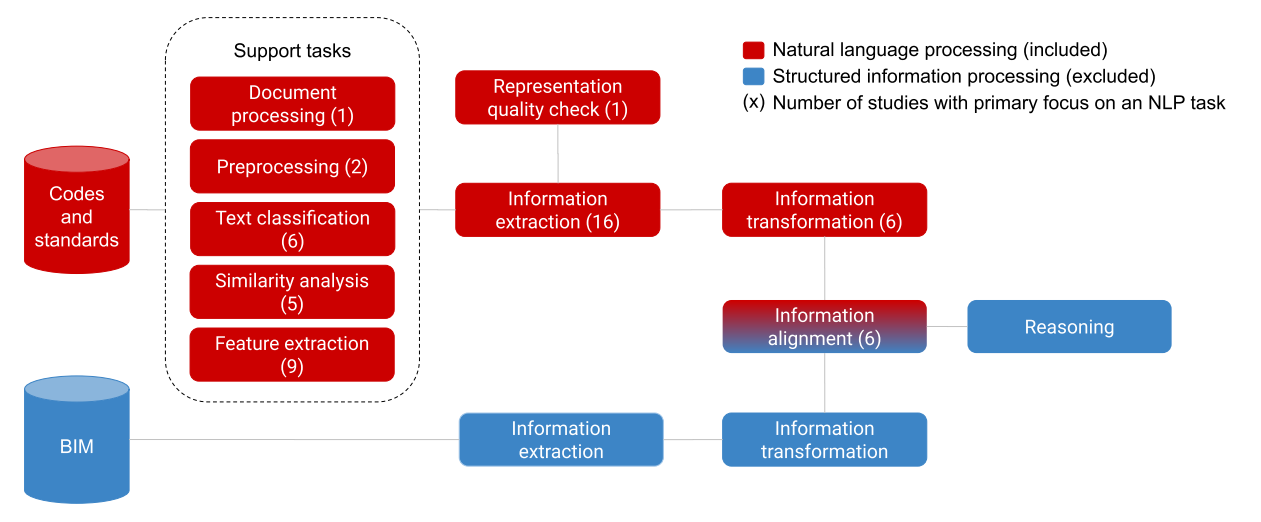 Support tasks
Document
processing (1)
Preprocessing (2)
Text classification
(6)
Similarity analysis
(5)
Feature extraction
(9)
Codes
and
standards
BIM
Representation
quality check (1)
Information
extraction (16)
Information
transformation (6)
Information
alignment (6)
Reasoning
Information
extraction
Information
transformation
Natural language processing (included)
Structured information processing (excluded)
(x) Number of studies with primary focus on an NLP task